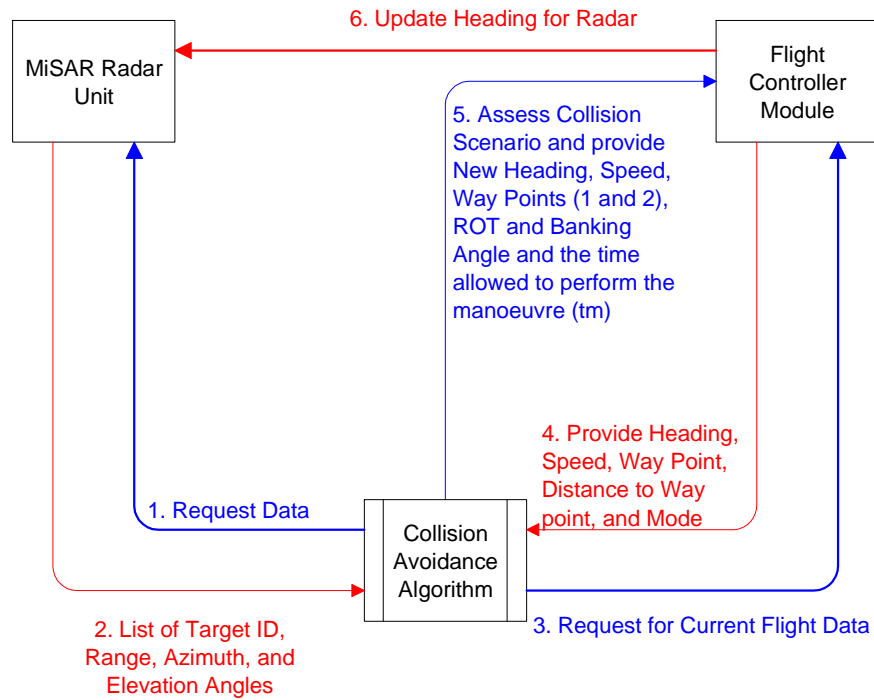 6. Update Heading for Radar
MiSAR Radar
Unit
Flight
Controller
Module
5. Assess Collision
Scenario and provide
New Heading, Speed,
Way Points (1 and 2),
ROT and Banking
Angle and the time
allowed to perform the
manoeuvre (tm)
4. Provide Heading,
Speed, Way Point,
Distance to Way
point, and Mode
1. Request Data
Collision
Avoidance
Algorithm
2. List of Target ID,
Range, Azimuth, and
Elevation Angles
3. Request for Current Flight Data